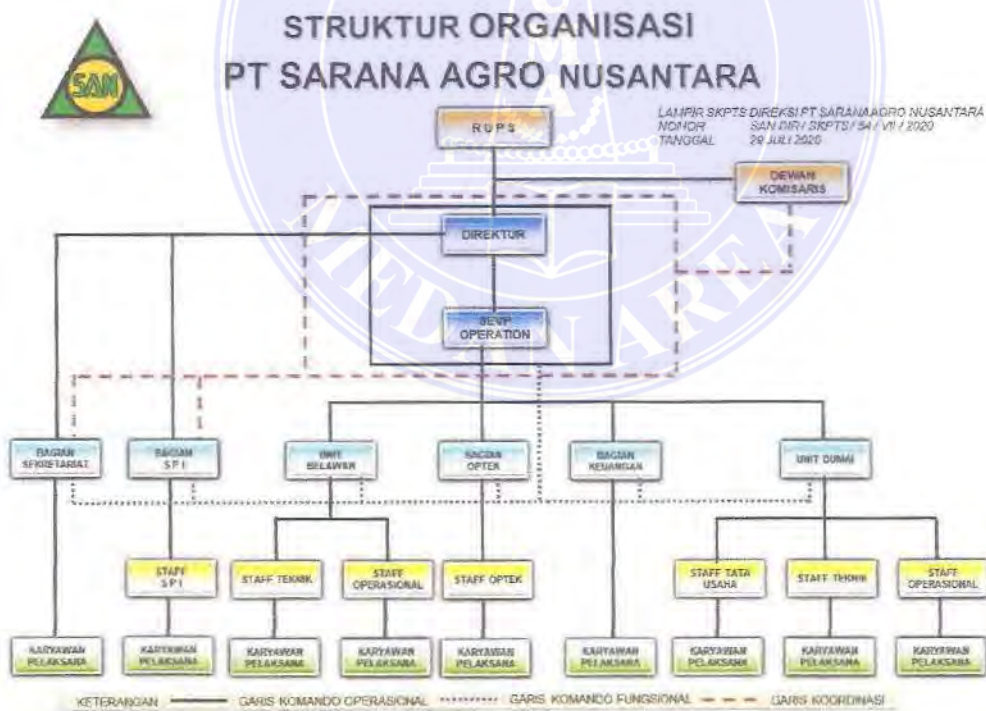 STRUKTUR ORGANISASI
PT SARANA AGRO NUSANTARA
SAN
LAMPIR SKPTS DIREKSI PT SARANA AGRO NUSANTARA
NOMOR SAN DIR / SKPTS / 54 / VII / 2020
TANGGAL 29 JULI 2020
RUPS
DEWAN
KOMISARIS
DIREKTUR
SEVP
OPERATION
MEDAN AREA
BAGIAN
SEKRETARIAT
BAGIAN
S P I
UNIT
BELAWAN
BAGIAN
OPTEK
BAGIAN
KEUANGAN
UNIT DUMAI
STAFF
S P I
STAFF TEKNIK
STAFF
OPERASIONAL
STAFF OPTEK
STAFF TATA
USAHA
STAFF TEKNIK
STAFF
OPERASIONAL
KARYAWAN
PELAKSANA
KARYAWAN
PELAKSANA
KARYAWAN
PELAKSANA
KARYAWAN
PELAKSANA
KARYAWAN
PELAKSANA
KARYAWAN
PELAKSANA
KARYAWAN
PELAKSANA
KARYAWAN
PELAKSANA
KARYAWAN
PELAKSANA
KETERANGAN GARIS KOMANDO OPERASIONAL GARIS KOMANDO FUNGSIONAL GARIS KOORDINASI